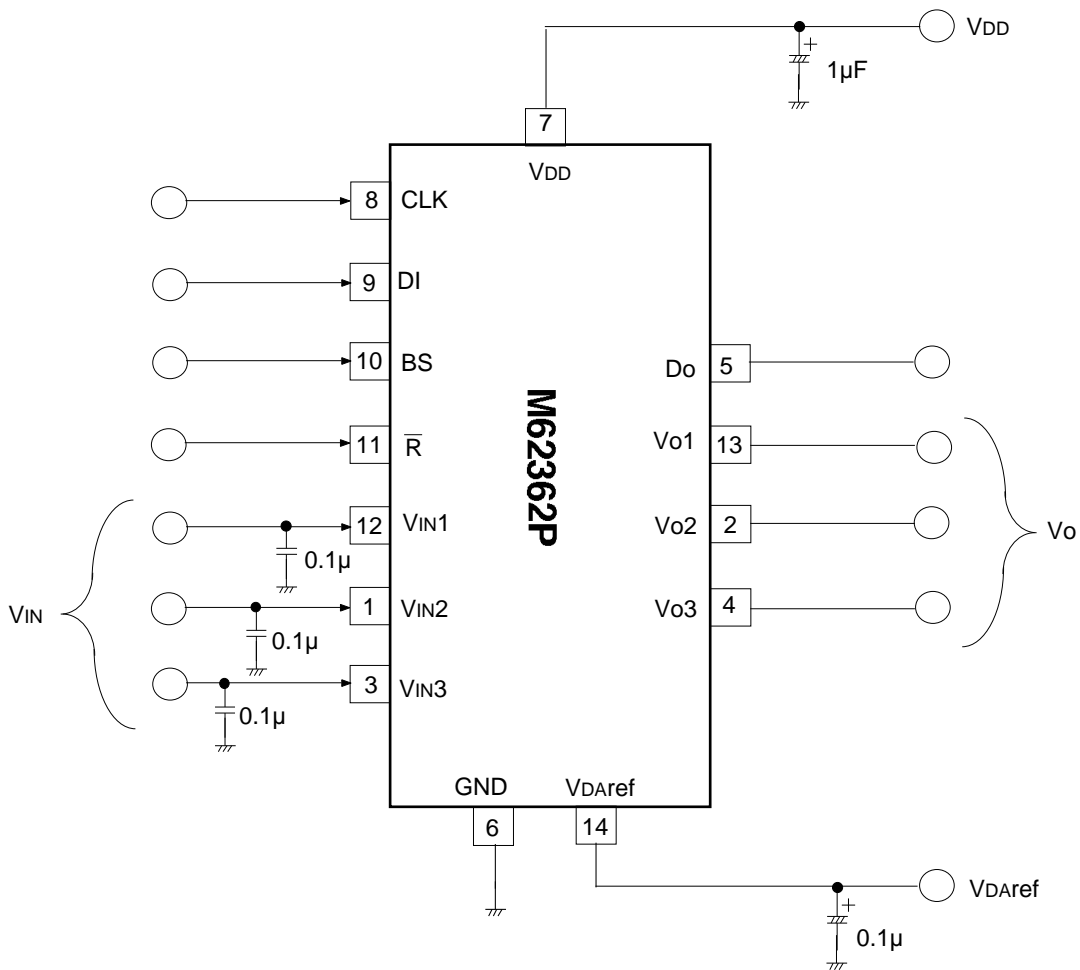 VDD
1µF
7
VDD
8 CLK
9 DI
10 BS
11 R̅
12 VIN1
0.1µ
1 VIN2
0.1µ
3 VIN3
0.1µ
VIN
M62362P
Do 5
Vo1 13
Vo2 2
Vo3 4
Vo
GND
6
VDAref
14
VDAref
0.1µ
+
+